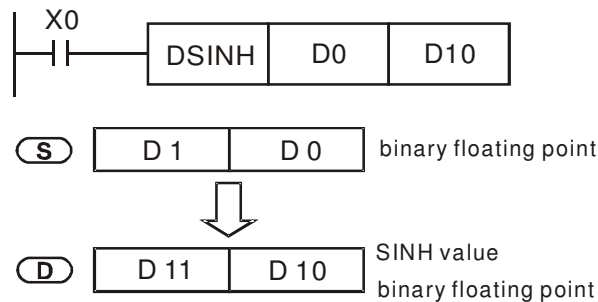 X0
DSINH D0 D10
S D 1 D 0 binary floating point
SINH value
D D 11 D 10
binary floating point